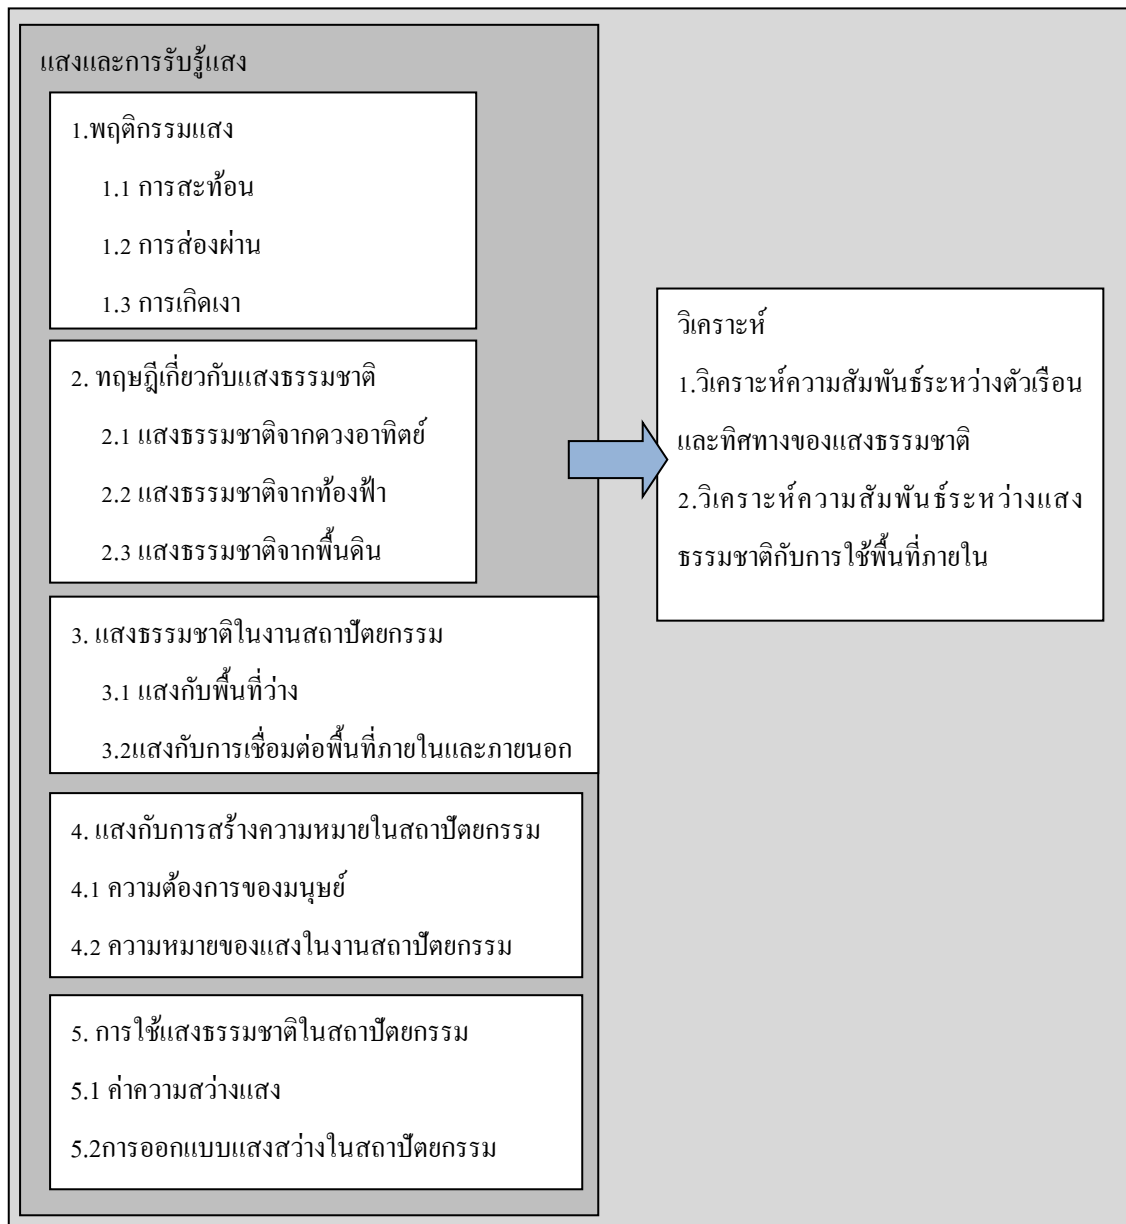 แสงและการรับรู้แสง
1.พฤติกรรมแสง
1.1 การสะท้อน
1.2 การส่องผ่าน
1.3 การเกิดเงา
2. ทฤษฎีเกี่ยวกับแสงธรรมชาติ
2.1 แสงธรรมชาติจากดวงอาทิตย์
2.2 แสงธรรมชาติจากท้องฟ้า
2.3 แสงธรรมชาติจากพื้นดิน
3. แสงธรรมชาติในงานสถาปัตยกรรม
3.1 แสงกับพื้นที่ว่าง
3.2แสงกับการเชื่อมต่อพื้นที่ภายในและภายนอก
4. แสงกับการสร้างความหมายในสถาปัตยกรรม
4.1 ความต้องการของมนุษย์
4.2 ความหมายของแสงในงานสถาปัตยกรรม
5. การใช้แสงธรรมชาติในสถาปัตยกรรม
5.1 ค่าความสว่างแสง
5.2การออกแบบแสงสว่างในสถาปัตยกรรม
วิเคราะห์
1.วิเคราะห์ความสัมพันธ์ระหว่างตัวเรือน
และทิศทางของแสงธรรมชาติ
2.วิเคราะห์ความสัมพันธ์ระหว่างแสง
ธรรมชาติกับการใช้พื้นที่ภายใน